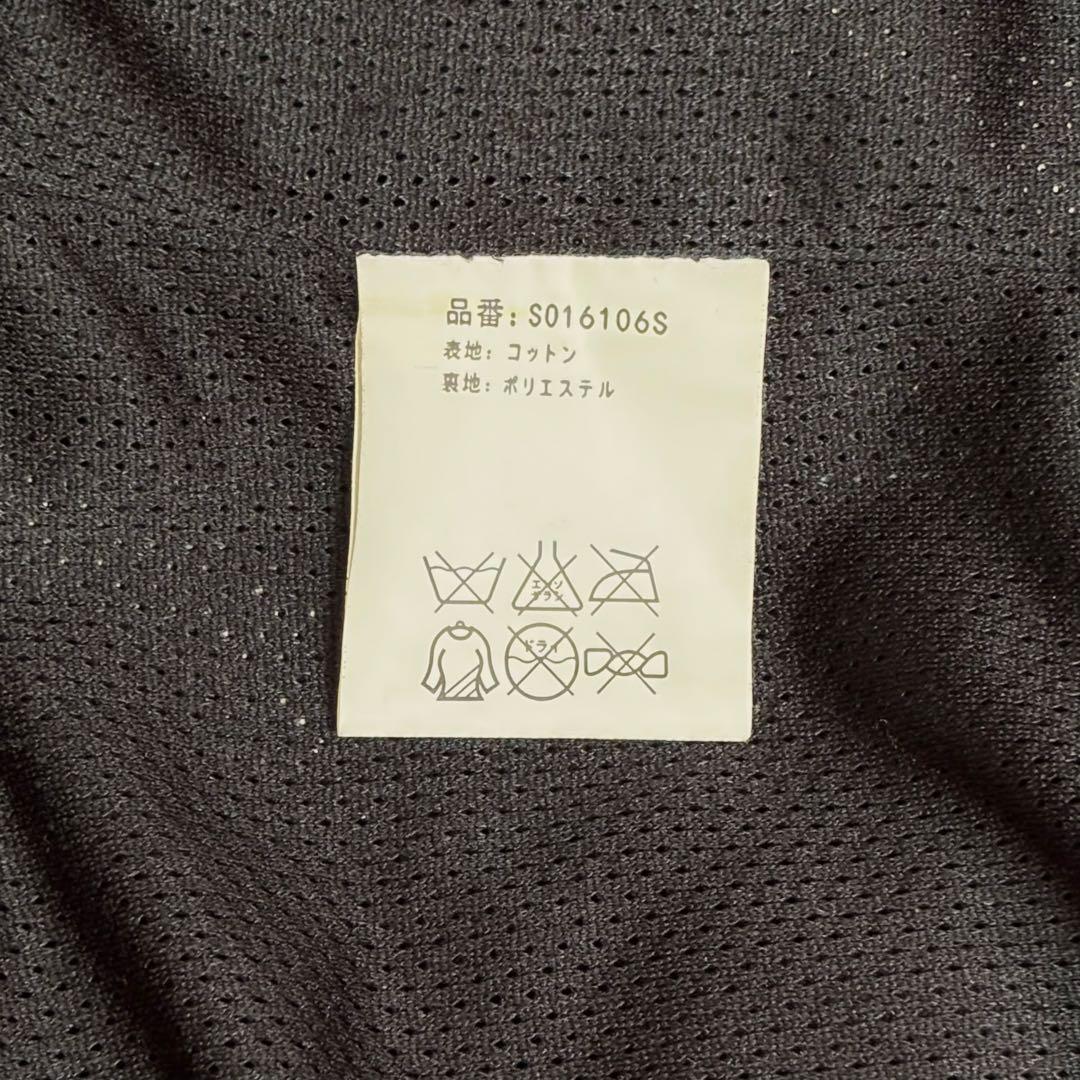 品番: S016106S
表地: コットン
裏地: ポリエステル
エンソ
サラシ
ドライ